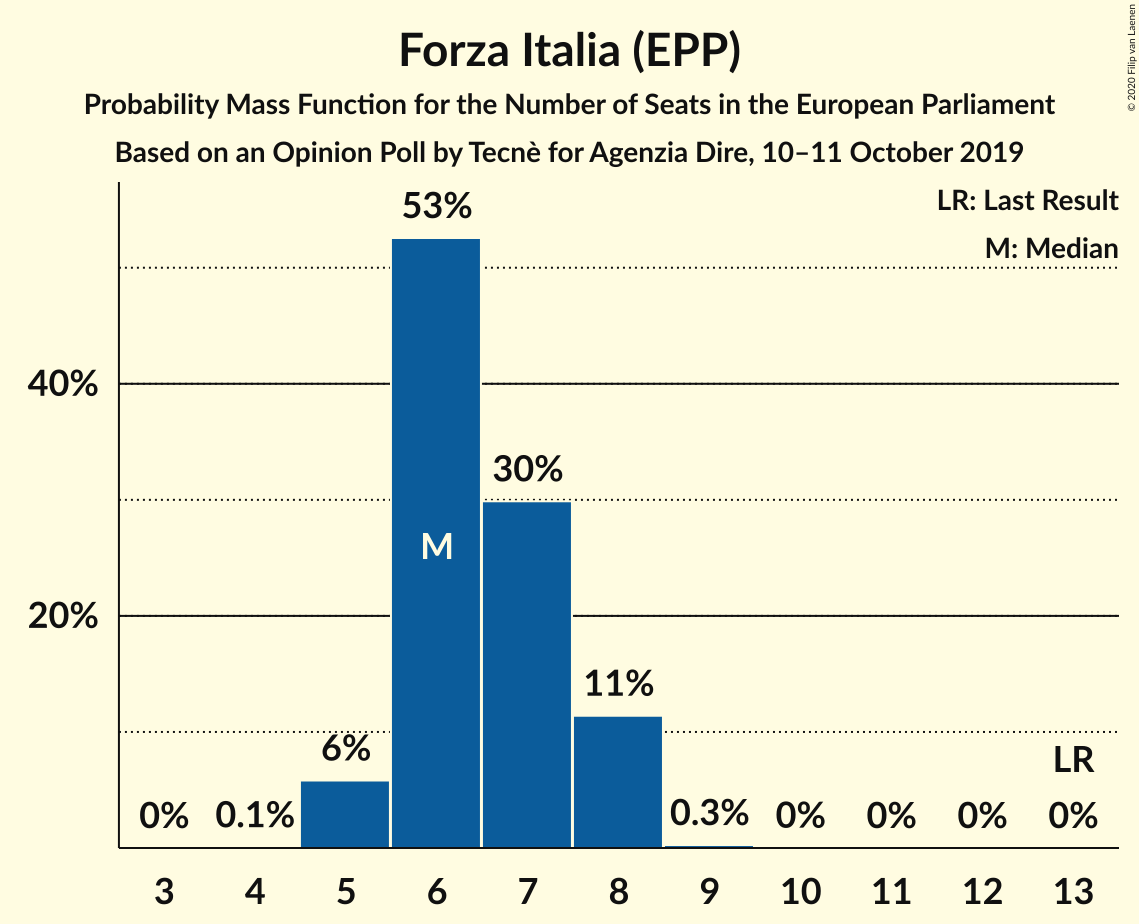 Forza Italia (EPP)
Probability Mass Function for the Number of Seats in the European Parliament
Based on an Opinion Poll by Tecnè for Agenzia Dire, 10–11 October 2019
© 2020 Filip van Laenen
LR: Last Result
M: Median
53%
40%
30%
M
20%
11%
6%
LR
0% 0.1% 0.3% 0% 0% 0% 0%
3 4 5 6 7 8 9 10 11 12 13